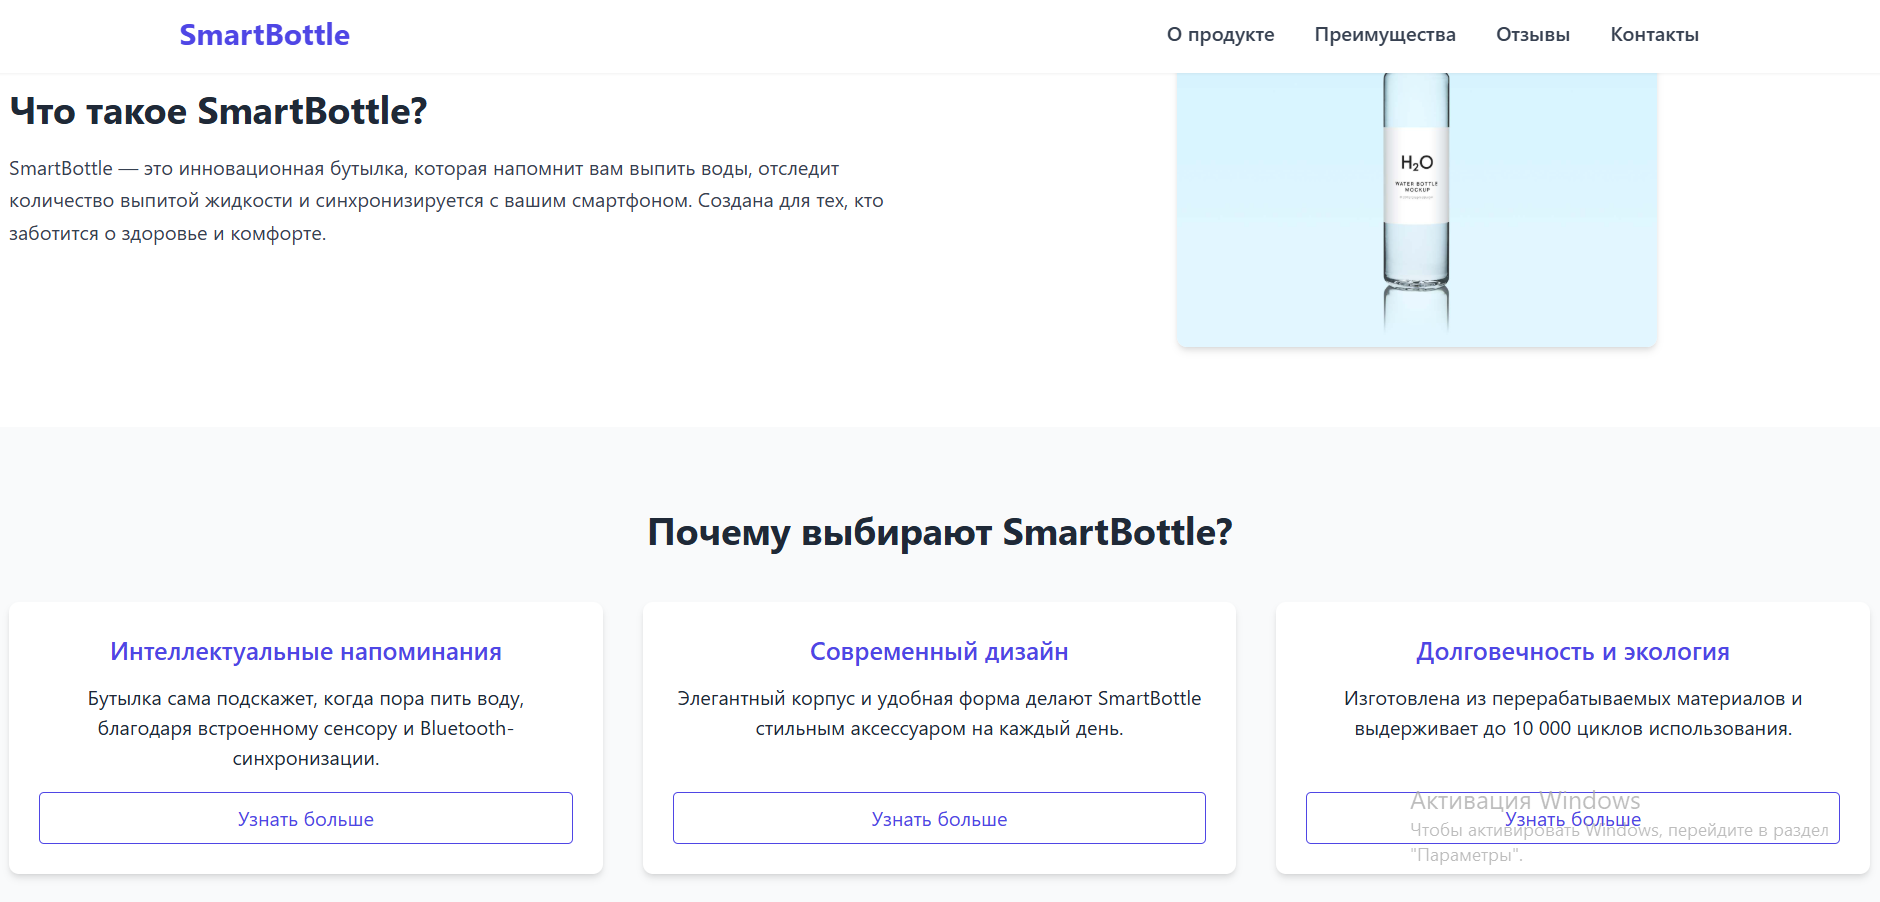 SmartBottle
О продукте
Преимущества
Отзывы
Контакты
Что такое SmartBottle?
SmartBottle — это инновационная бутылка, которая напомнит вам выпить воды, отследит
количество выпитой жидкости и синхронизируется с вашим смартфоном. Создана для тех, кто
заботится о здоровье и комфорте.
H₂O
WATER BOTTLE
MOCKUP
Почему выбирают SmartBottle?
Интеллектуальные напоминания
Бутылка сама подскажет, когда пора пить воду,
благодаря встроенному сенсору и Bluetooth-
синхронизации.
Узнать больше
Современный дизайн
Элегантный корпус и удобная форма делают SmartBottle
стильным аксессуаром на каждый день.
Узнать больше
Долговечность и экология
Изготовлена из перерабатываемых материалов и
выдерживает до 10 000 циклов использования.
Узнать больше
Активация Windows
Чтобы активировать Windows, перейдите в раздел
"Параметры".